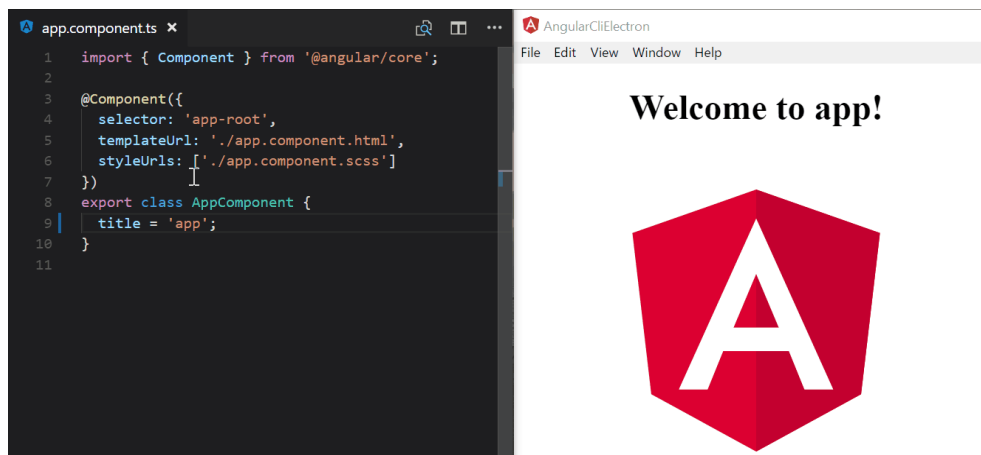 app.component.ts
1 import { Component } from '@angular/core';
2
3 @Component({
4 selector: 'app-root',
5 templateUrl: './app.component.html',
6 styleUrls: ['./app.component.scss']
7 })
8 export class AppComponent {
9 title = 'app';
10 }
11
AngularCliElectron
File Edit View Window Help
Welcome to app!
A